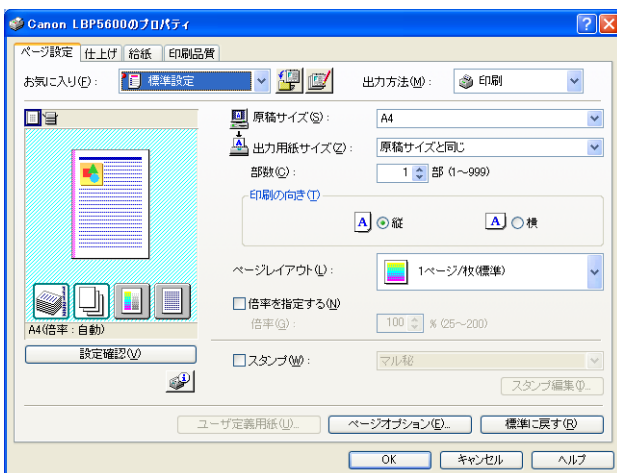 Canon LBP5600のプロパティ
ページ設定 仕上げ 給紙 印刷品質
お気に入り(F): 標準設定 出力方法(M): 印刷
原稿サイズ(S): A4
出力用紙サイズ(Z): 原稿サイズと同じ
部数(C): 1 部 (1～999)
印刷の向き(T)
A 縦 A 横
ページレイアウト(L): 1ページ/枚(標準)
倍率を指定する(N)
倍率(G): 100 % (25～200)
A4(倍率:自動)
設定確認(V)
スタンプ(W): マル秘
スタンプ編集(I)...
ユーザ定義用紙(U)... ページオプション(E)... 標準に戻す(R)
OK キャンセル ヘルプ